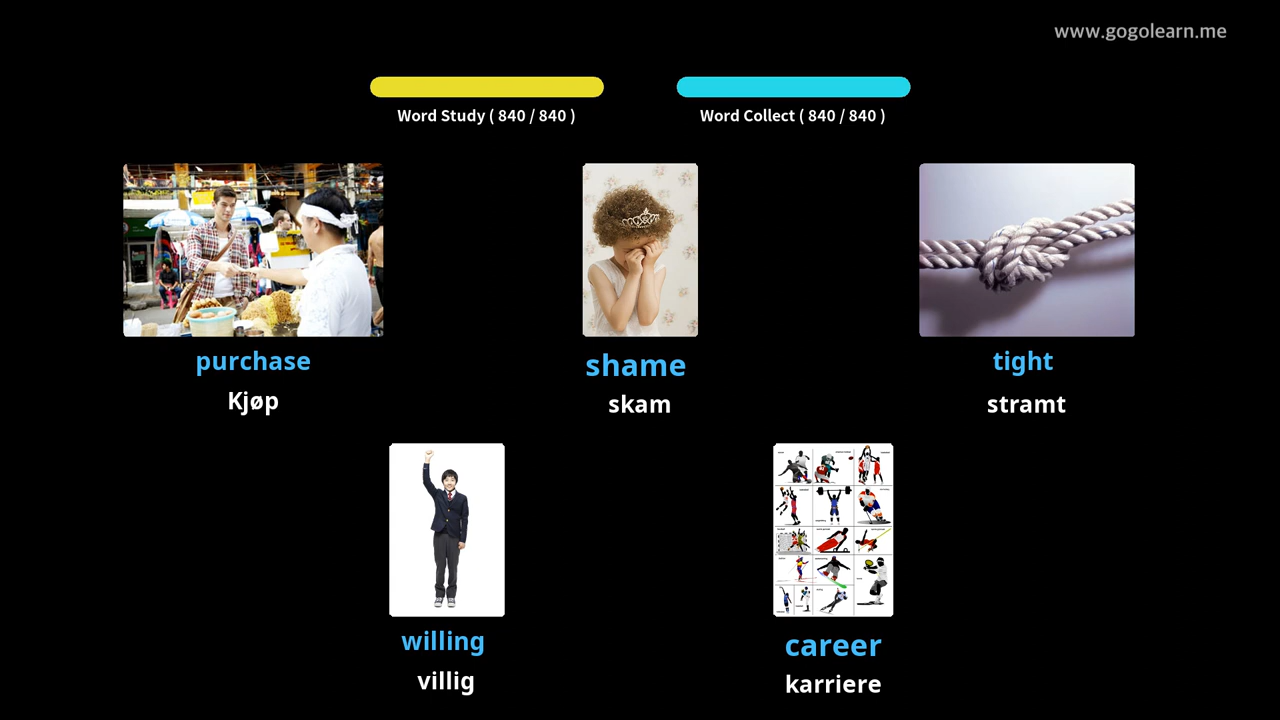 www.gogolearn.me
Word Study ( 840 / 840 )
Word Collect ( 840 / 840 )
purchase
Kjøp
shame
skam
tight
stramt
willing
villig
career
karriere